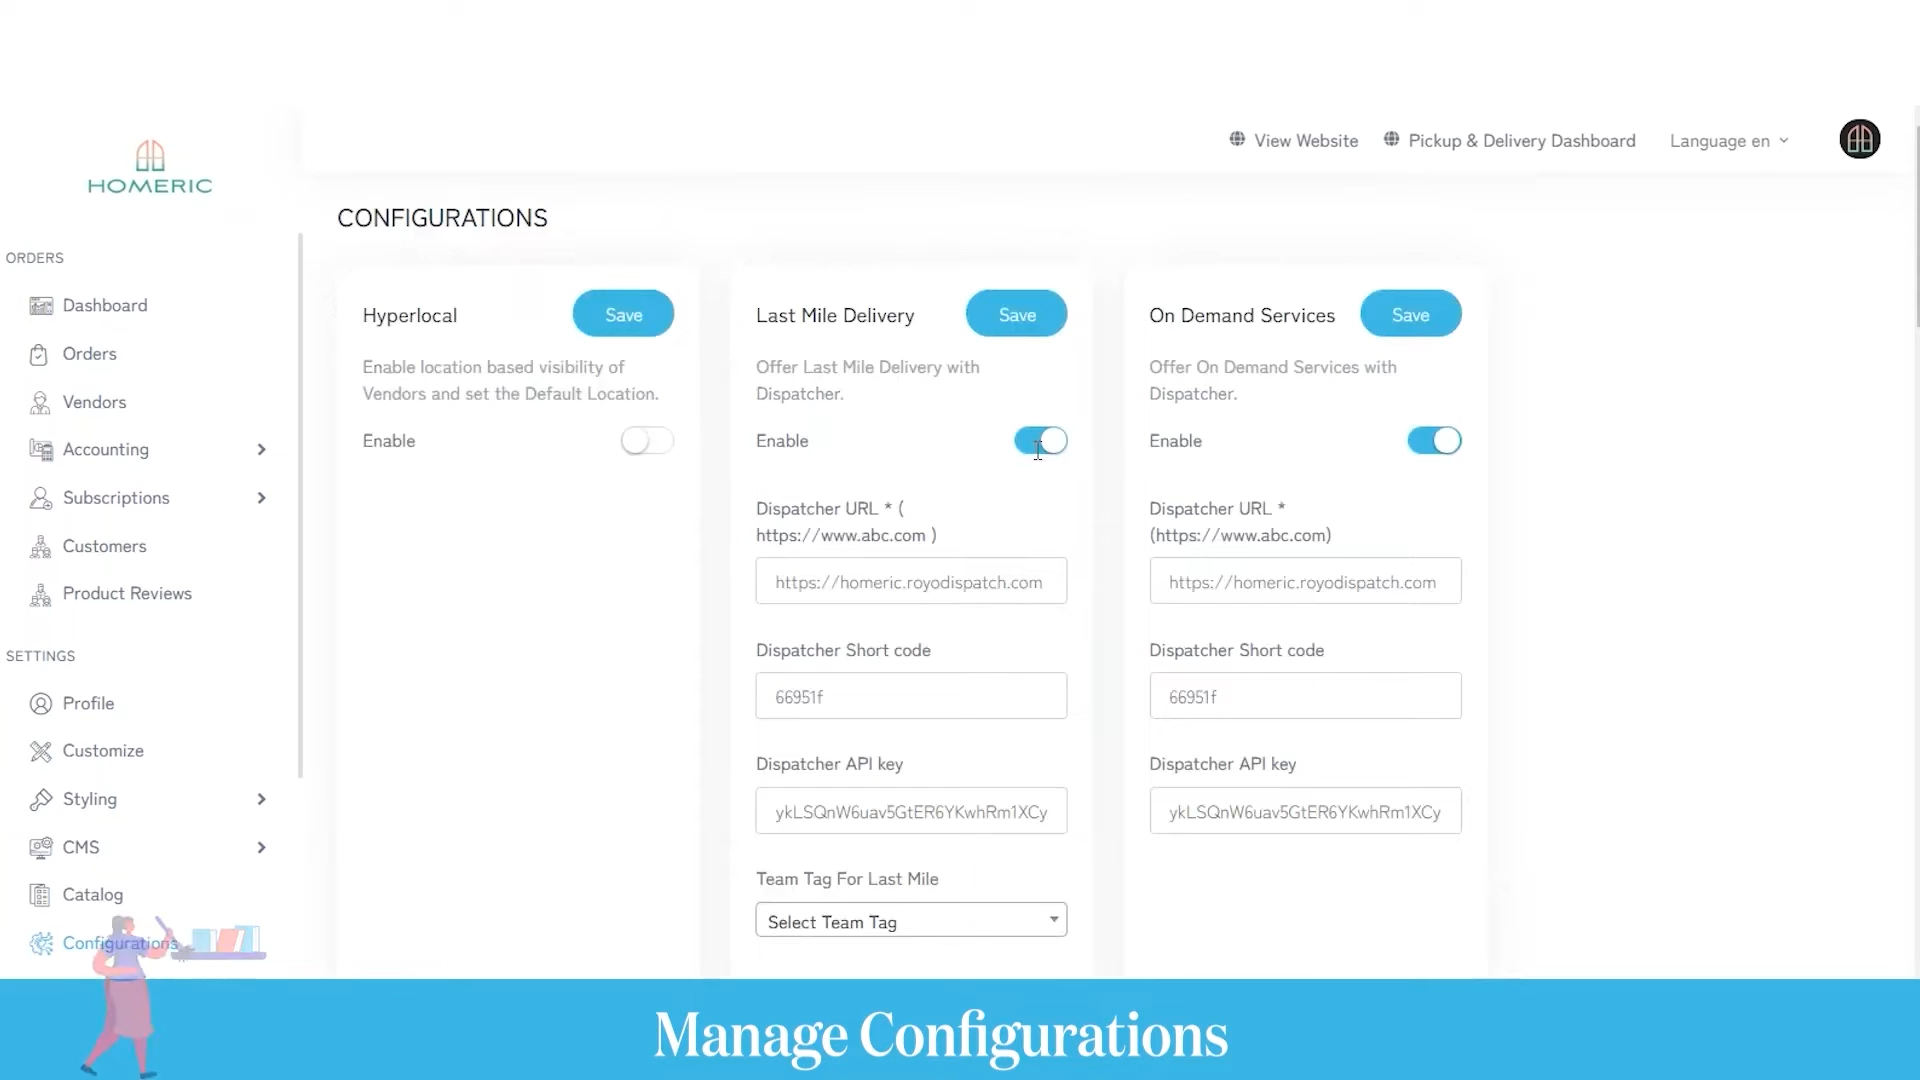 View Website
Pickup & Delivery Dashboard
Language en
HOMERIC
CONFIGURATIONS
ORDERS
Dashboard
Orders
Vendors
Accounting
Subscriptions
Customers
Product Reviews
SETTINGS
Profile
Customize
Styling
CMS
Catalog
Configurations
Hyperlocal
Save
Enable location based visibility of
Vendors and set the Default Location.
Enable
Last Mile Delivery
Save
Offer Last Mile Delivery with
Dispatcher.
Enable
Dispatcher URL * (
https://www.abc.com )
https://homeric.royodispatch.com
Dispatcher Short code
66951f
Dispatcher API key
ykLSQnW6uav5GtER6YKwhRm1XCy
Team Tag For Last Mile
Select Team Tag
On Demand Services
Save
Offer On Demand Services with
Dispatcher.
Enable
Dispatcher URL *
(https://www.abc.com)
https://homeric.royodispatch.com
Dispatcher Short code
66951f
Dispatcher API key
ykLSQnW6uav5GtER6YKwhRm1XCy
Manage Configurations